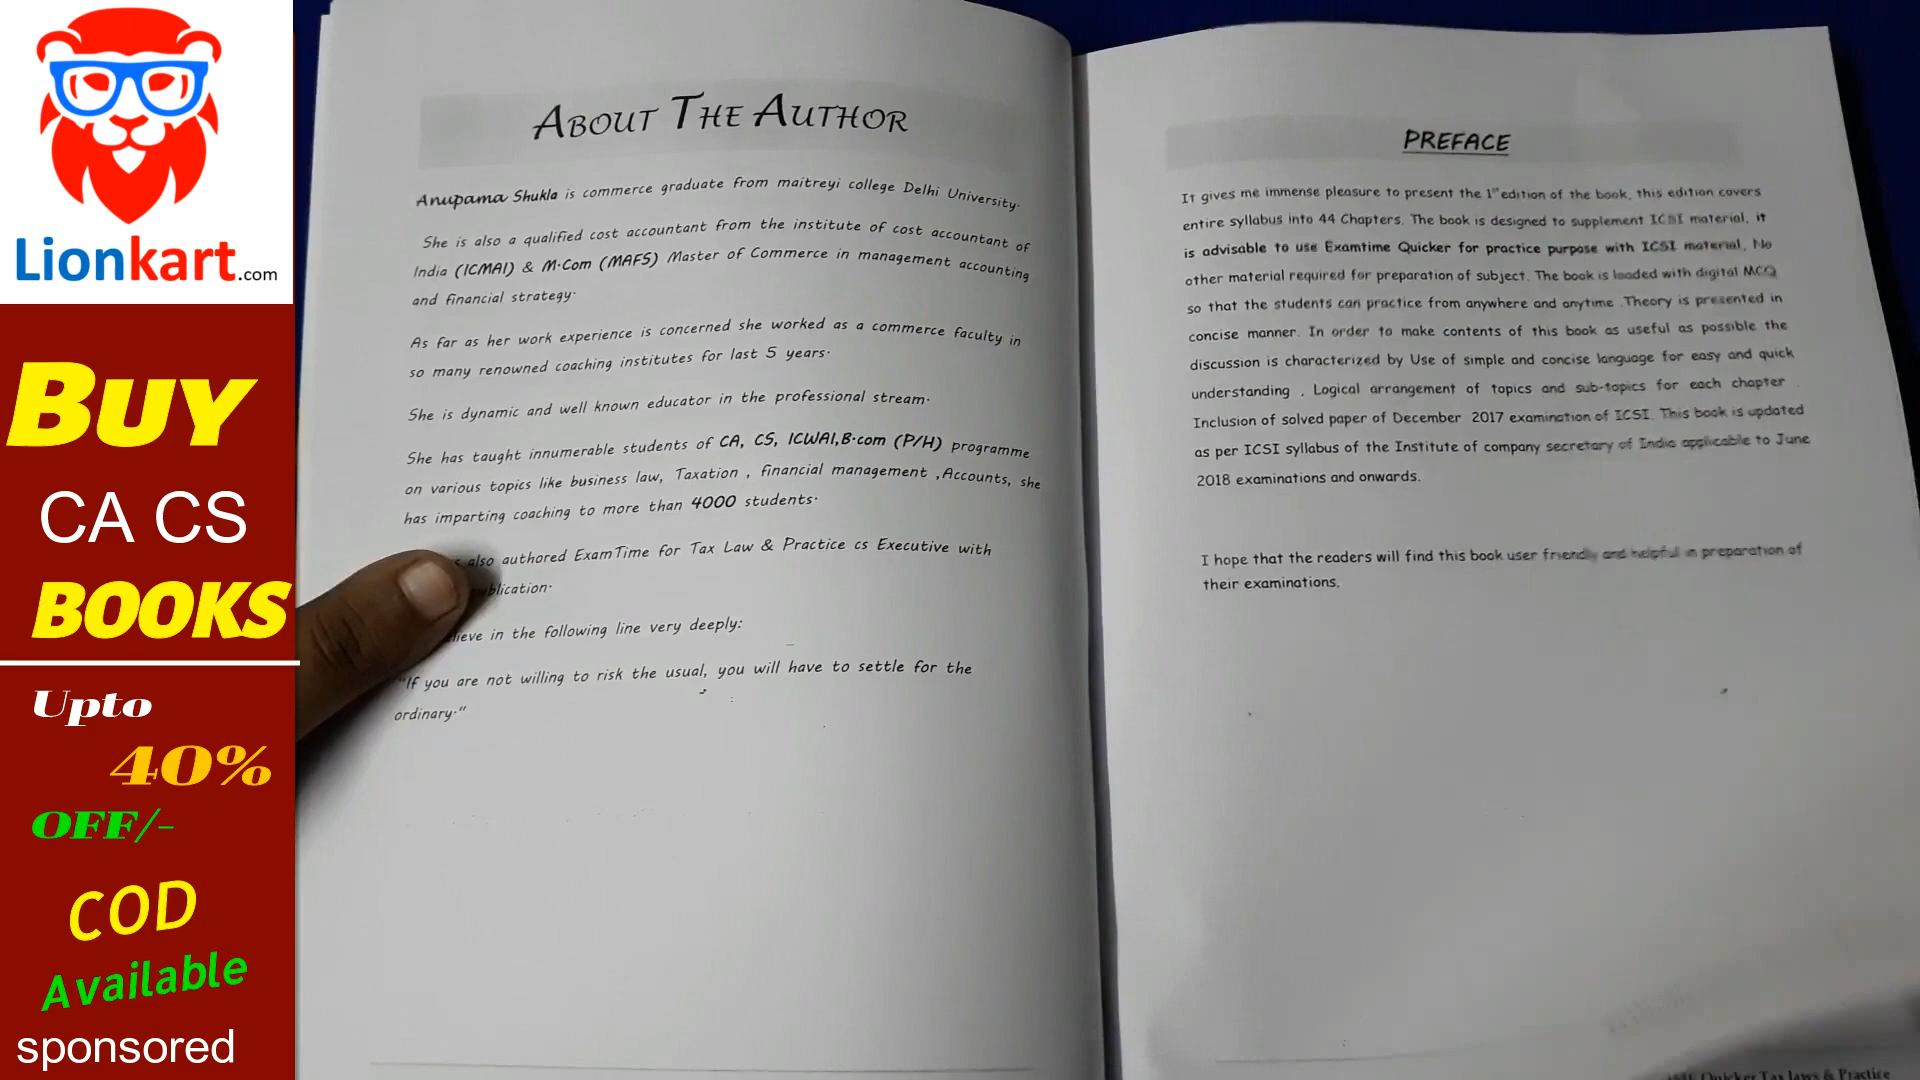 Lionkart.com
BUY
CA CS
BOOKS
Upto
40%
OFF/-
COD
Available
sponsored
ABOUT THE AUTHOR
Anupama Shukla is commerce graduate from maitreyi college Delhi University.
She is also a qualified cost accountant from the institute of cost accountant of
India (ICMAI) & M.Com (MAFS) Master of Commerce in management accounting
and financial strategy.
As far as her work experience is concerned she worked as a commerce faculty in
so many renowned coaching institutes for last 5 years.
She is dynamic and well known educator in the professional stream.
She has taught innumerable students of CA, CS, ICWAI,B.com (P/H) programme
on various topics like business law, Taxation , financial management ,Accounts, she
has imparting coaching to more than 4000 students.
also authored ExamTime for Tax Law & Practice cs Executive with
in the following line very deeply:
"If you are not willing to risk the usual, you will have to settle for the
ordinary."
PREFACE
It gives me immense pleasure to present the 1st edition of the book, this edition covers
entire syllabus into 44 Chapters. The book is designed to supplement ICSI material, it
is advisable to use Examtime Quicker for practice purpose with ICSI material. No
other material required for preparation of subject. The book is loaded with digital MCQ
so that the students can practice from anywhere and anytime .Theory is presented in
concise manner. In order to make contents of this book as useful as possible the
discussion is characterized by Use of simple and concise language for easy and quick
understanding , Logical arrangement of topics and sub-topics for each chapter .
Inclusion of solved paper of December 2017 examination of ICSI. This book is updated
as per ICSI syllabus of the Institute of company secretary of India applicable to June
2018 examinations and onwards.
I hope that the readers will find this book user friendly and helpful in preparation of
their examinations.
Quicker Tax laws & Practice